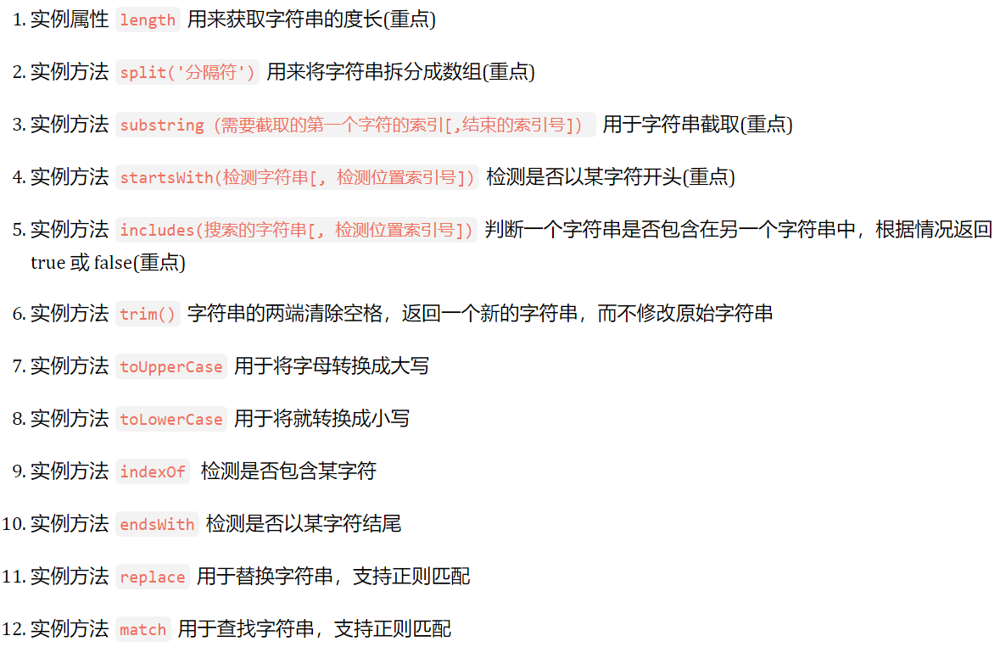 1. 实例属性 length 用来获取字符串的度长(重点)
2. 实例方法 split('分隔符') 用来将字符串拆分成数组(重点)
3. 实例方法 substring（需要截取的第一个字符的索引[,结束的索引号]） 用于字符串截取(重点)
4. 实例方法 startsWith(检测字符串[, 检测位置索引号]) 检测是否以某字符开头(重点)
5. 实例方法 includes(搜索的字符串[, 检测位置索引号]) 判断一个字符串是否包含在另一个字符串中，根据情况返回
true 或 false(重点)
6. 实例方法 trim() 字符串的两端清除空格，返回一个新的字符串，而不修改原始字符串
7. 实例方法 toUpperCase 用于将字母转换成大写
8. 实例方法 toLowerCase 用于将就转换成小写
9. 实例方法 indexOf 检测是否包含某字符
10. 实例方法 endsWith 检测是否以某字符结尾
11. 实例方法 replace 用于替换字符串，支持正则匹配
12. 实例方法 match 用于查找字符串，支持正则匹配